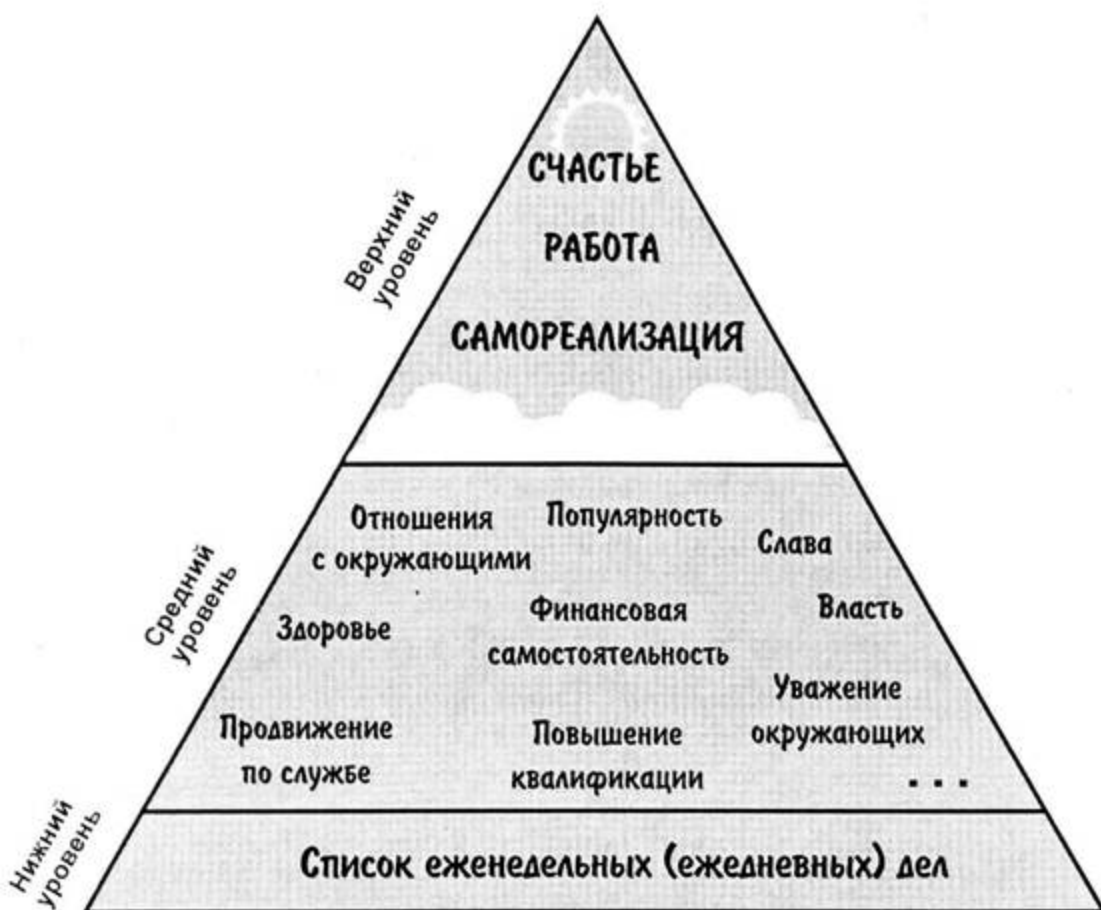 СЧАСТЬЕ
РАБОТА
САМОРЕАЛИЗАЦИЯ
Верхний
уровень
Отношения
с окружающими
Популярность
Слава
Здоровье
Финансовая
самостоятельность
Власть
Уважение
окружающих
Продвижение
по службе
Повышение
квалификации
. . .
Средний
уровень
Список еженедельных (ежедневных) дел
Нижний
уровень